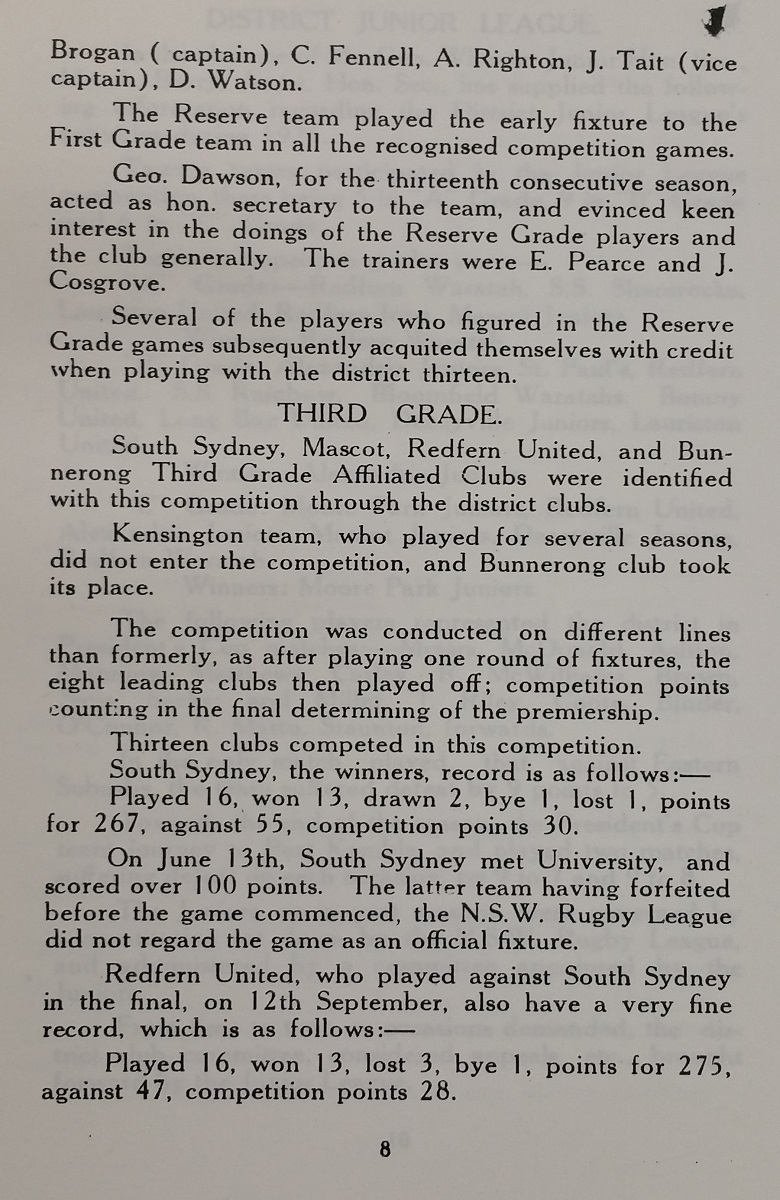 Brogan ( captain), C. Fennell, A. Righton, J. Tait (vice
captain), D. Watson.
The Reserve team played the early fixture to the
First Grade team in all the recognised competition games.
Geo. Dawson, for the thirteenth consecutive season,
acted as hon. secretary to the team, and evinced keen
interest in the doings of the Reserve Grade players and
the club generally. The trainers were E. Pearce and J.
Cosgrove.
Several of the players who figured in the Reserve
Grade games subsequently acquited themselves with credit
when playing with the district thirteen.
THIRD GRADE.
South Sydney, Mascot, Redfern United, and Bun-
nerong Third Grade Affiliated Clubs were identified
with this competition through the district clubs.
Kensington team, who played for several seasons,
did not enter the competition, and Bunnerong club took
its place.
The competition was conducted on different lines
than formerly, as after playing one round of fixtures, the
eight leading clubs then played off; competition points
counting in the final determining of the premiership.
Thirteen clubs competed in this competition.
South Sydney, the winners, record is as follows:—
Played 16, won 13, drawn 2, bye 1, lost 1, points
for 267, against 55, competition points 30.
On June 13th, South Sydney met University, and
scored over 100 points. The latter team having forfeited
before the game commenced, the N.S.W. Rugby League
did not regard the game as an official fixture.
Redfern United, who played against South Sydney
in the final, on 12th September, also have a very fine
record, which is as follows:—
Played 16, won 13, lost 3, bye 1, points for 275,
against 47, competition points 28.
8